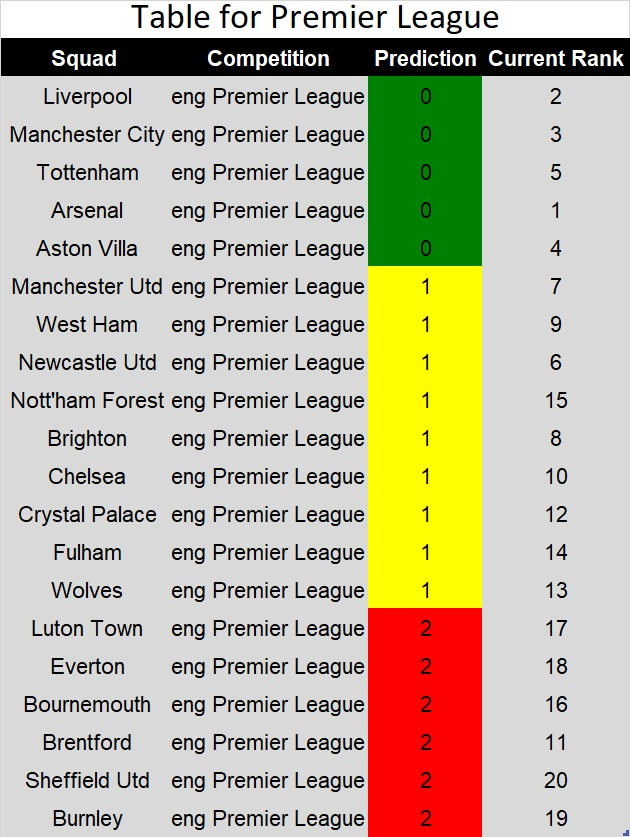 Table for Premier League
Squad Competition Prediction Current Rank
Liverpool eng Premier League 0 2
Manchester City eng Premier League 0 3
Tottenham eng Premier League 0 5
Arsenal eng Premier League 0 1
Aston Villa eng Premier League 0 4
Manchester Utd eng Premier League 1 7
West Ham eng Premier League 1 9
Newcastle Utd eng Premier League 1 6
Nott'ham Forest eng Premier League 1 15
Brighton eng Premier League 1 8
Chelsea eng Premier League 1 10
Crystal Palace eng Premier League 1 12
Fulham eng Premier League 1 14
Wolves eng Premier League 1 13
Luton Town eng Premier League 2 17
Everton eng Premier League 2 18
Bournemouth eng Premier League 2 16
Brentford eng Premier League 2 11
Sheffield Utd eng Premier League 2 20
Burnley eng Premier League 2 19